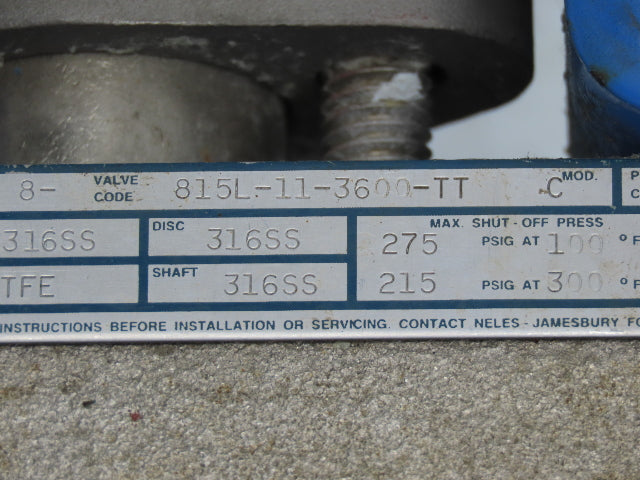 8- VALVE CODE 815L-11-3600-TT MOD. C
316SS DISC 316SS MAX. SHUT-OFF PRESS
275 PSIG AT 100 °F
TFE SHAFT 316SS 215 PSIG AT 300 °F
INSTRUCTIONS BEFORE INSTALLATION OR SERVICING. CONTACT NELES-JAMESBURY FO